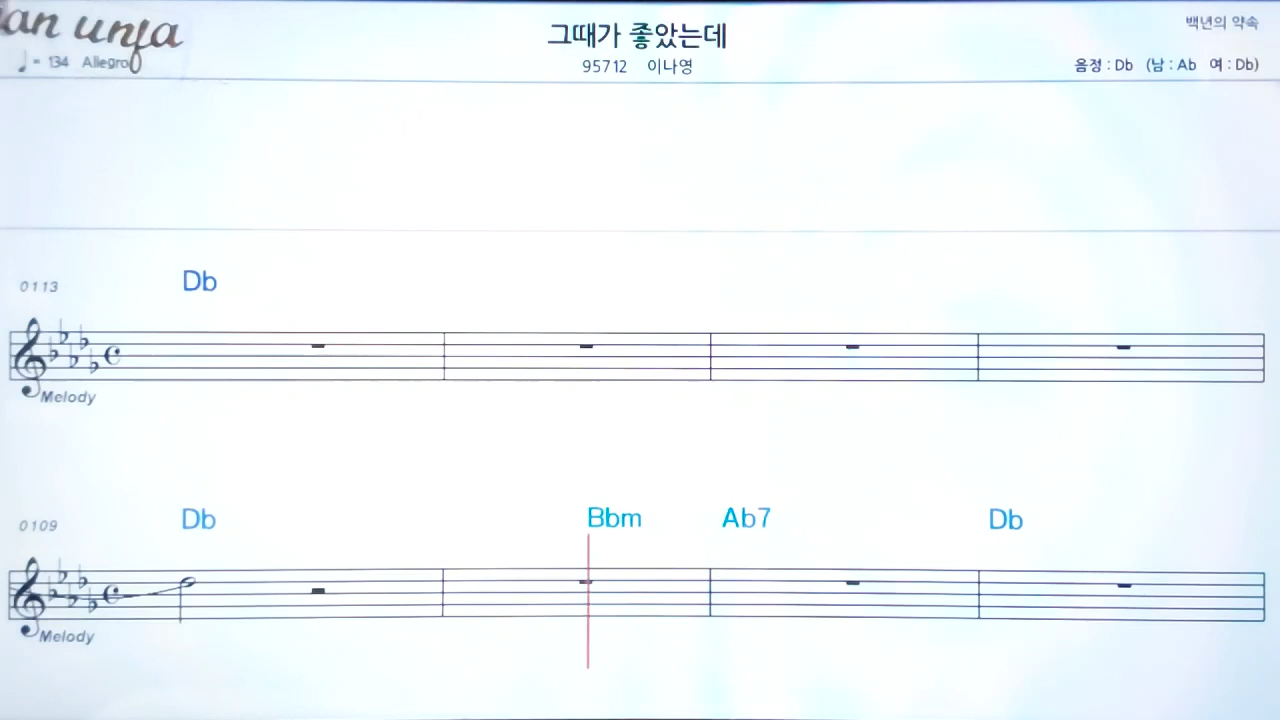 an unfa
그때가 좋았는데
백년의 약속
♩ = 134 Allegro
95712 이나영
음정 : Db (남 : Ab 여 : Db)
0113 Db
Melody
0109 Db Bbm Ab7 Db
Melody